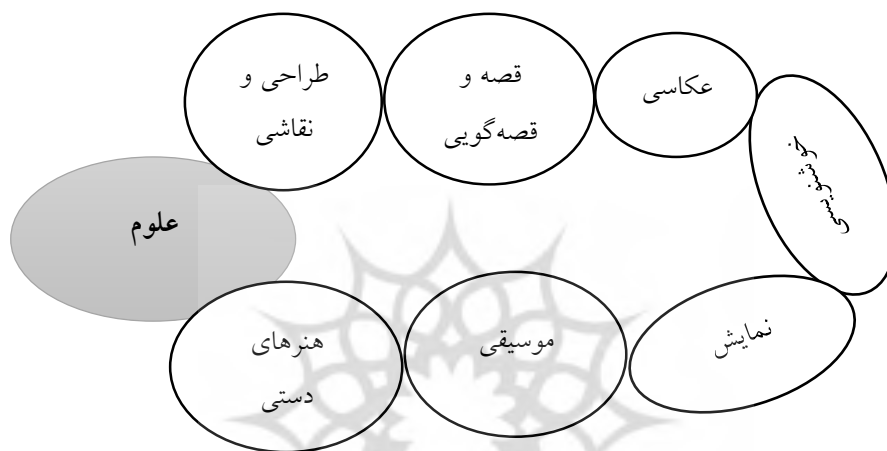 عکاسی
قصه و
قصه‌گویی
طراحی و
نقاشی
خوشنویسی
علوم
نمایش
موسیقی
هنرهای
دستی